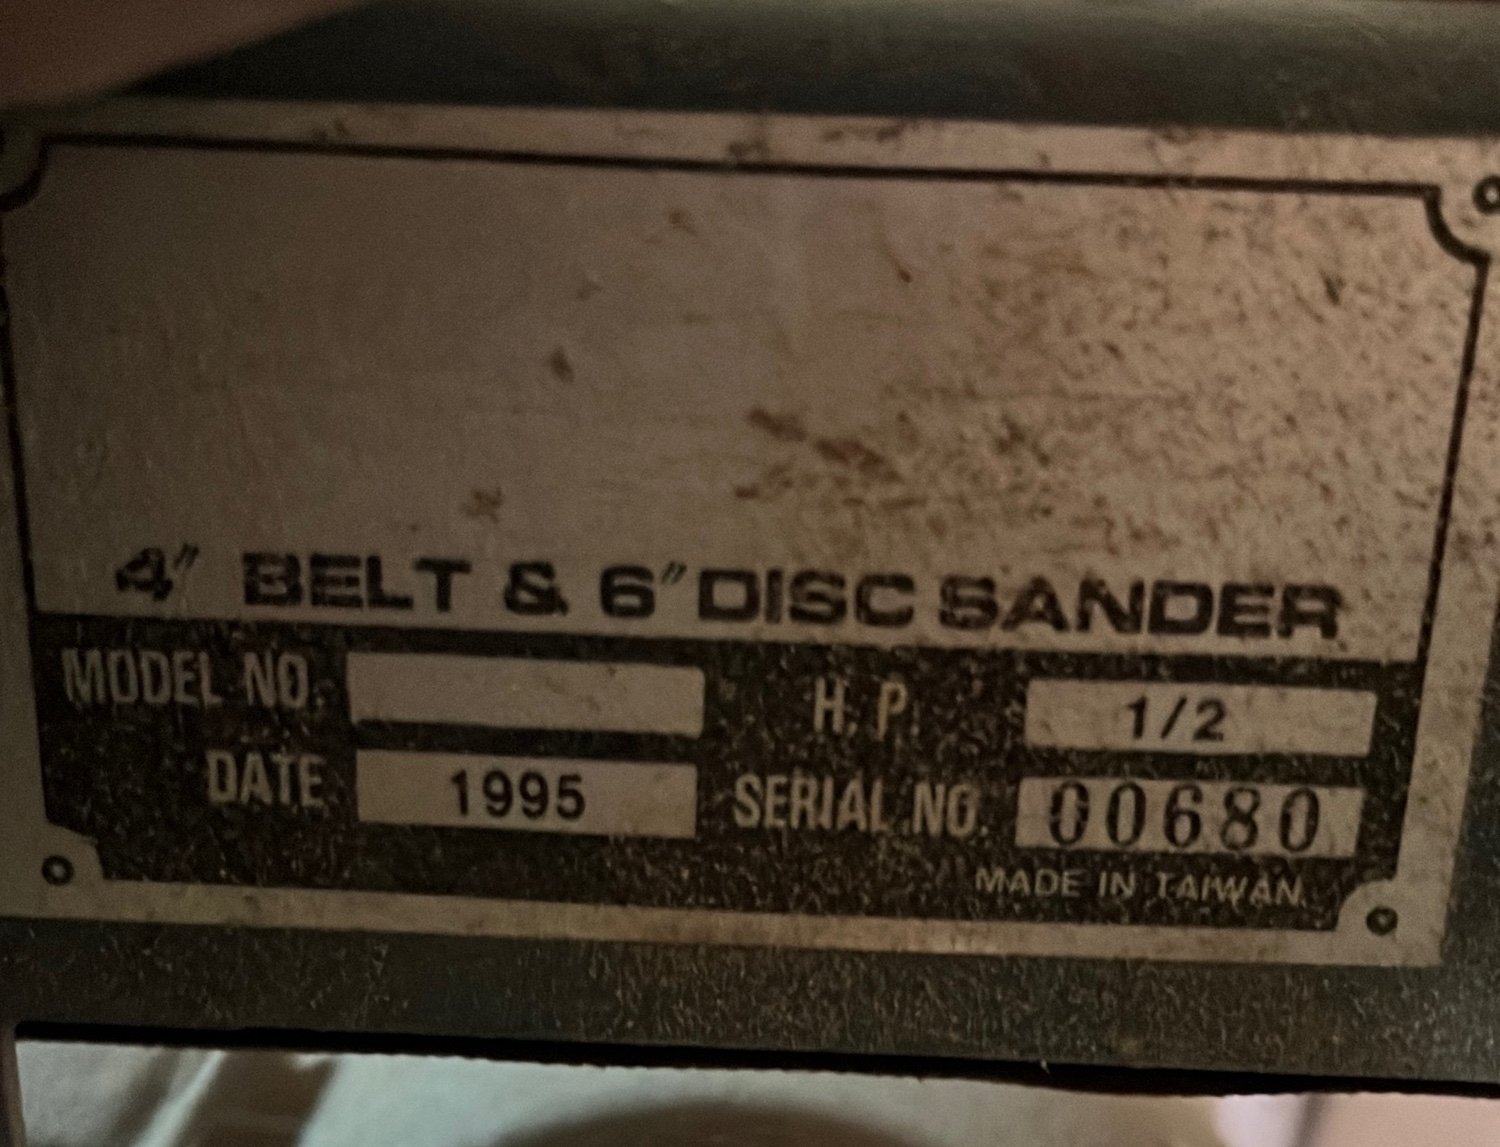 4" BELT & 6" DISC SANDER
MODEL NO. H.P. 1/2
DATE 1995 SERIAL NO. 00680
MADE IN TAIWAN.